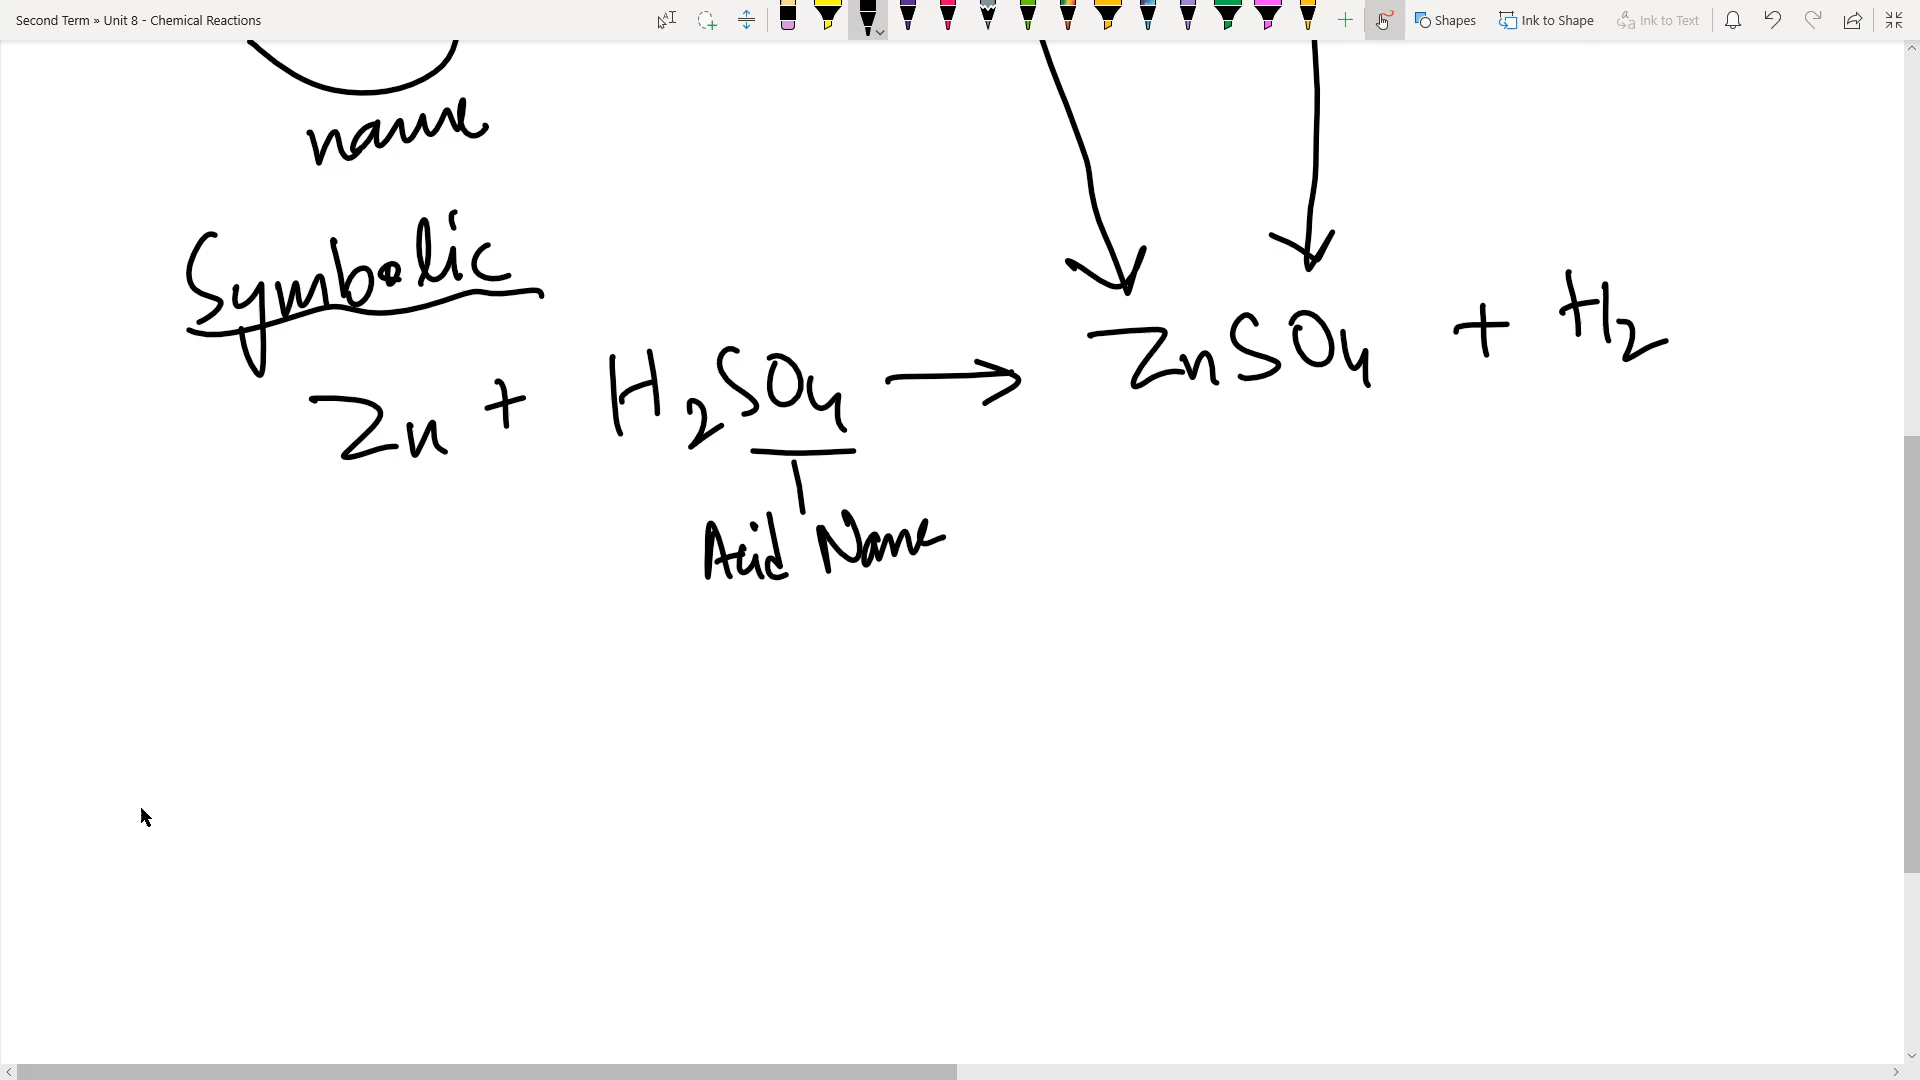 Second Term » Unit 8 - Chemical Reactions
Shapes Ink to Shape Ink to Text
name
Symbolic
Zn + H₂SO₄ → ZnSO₄ + H₂
Acid Name